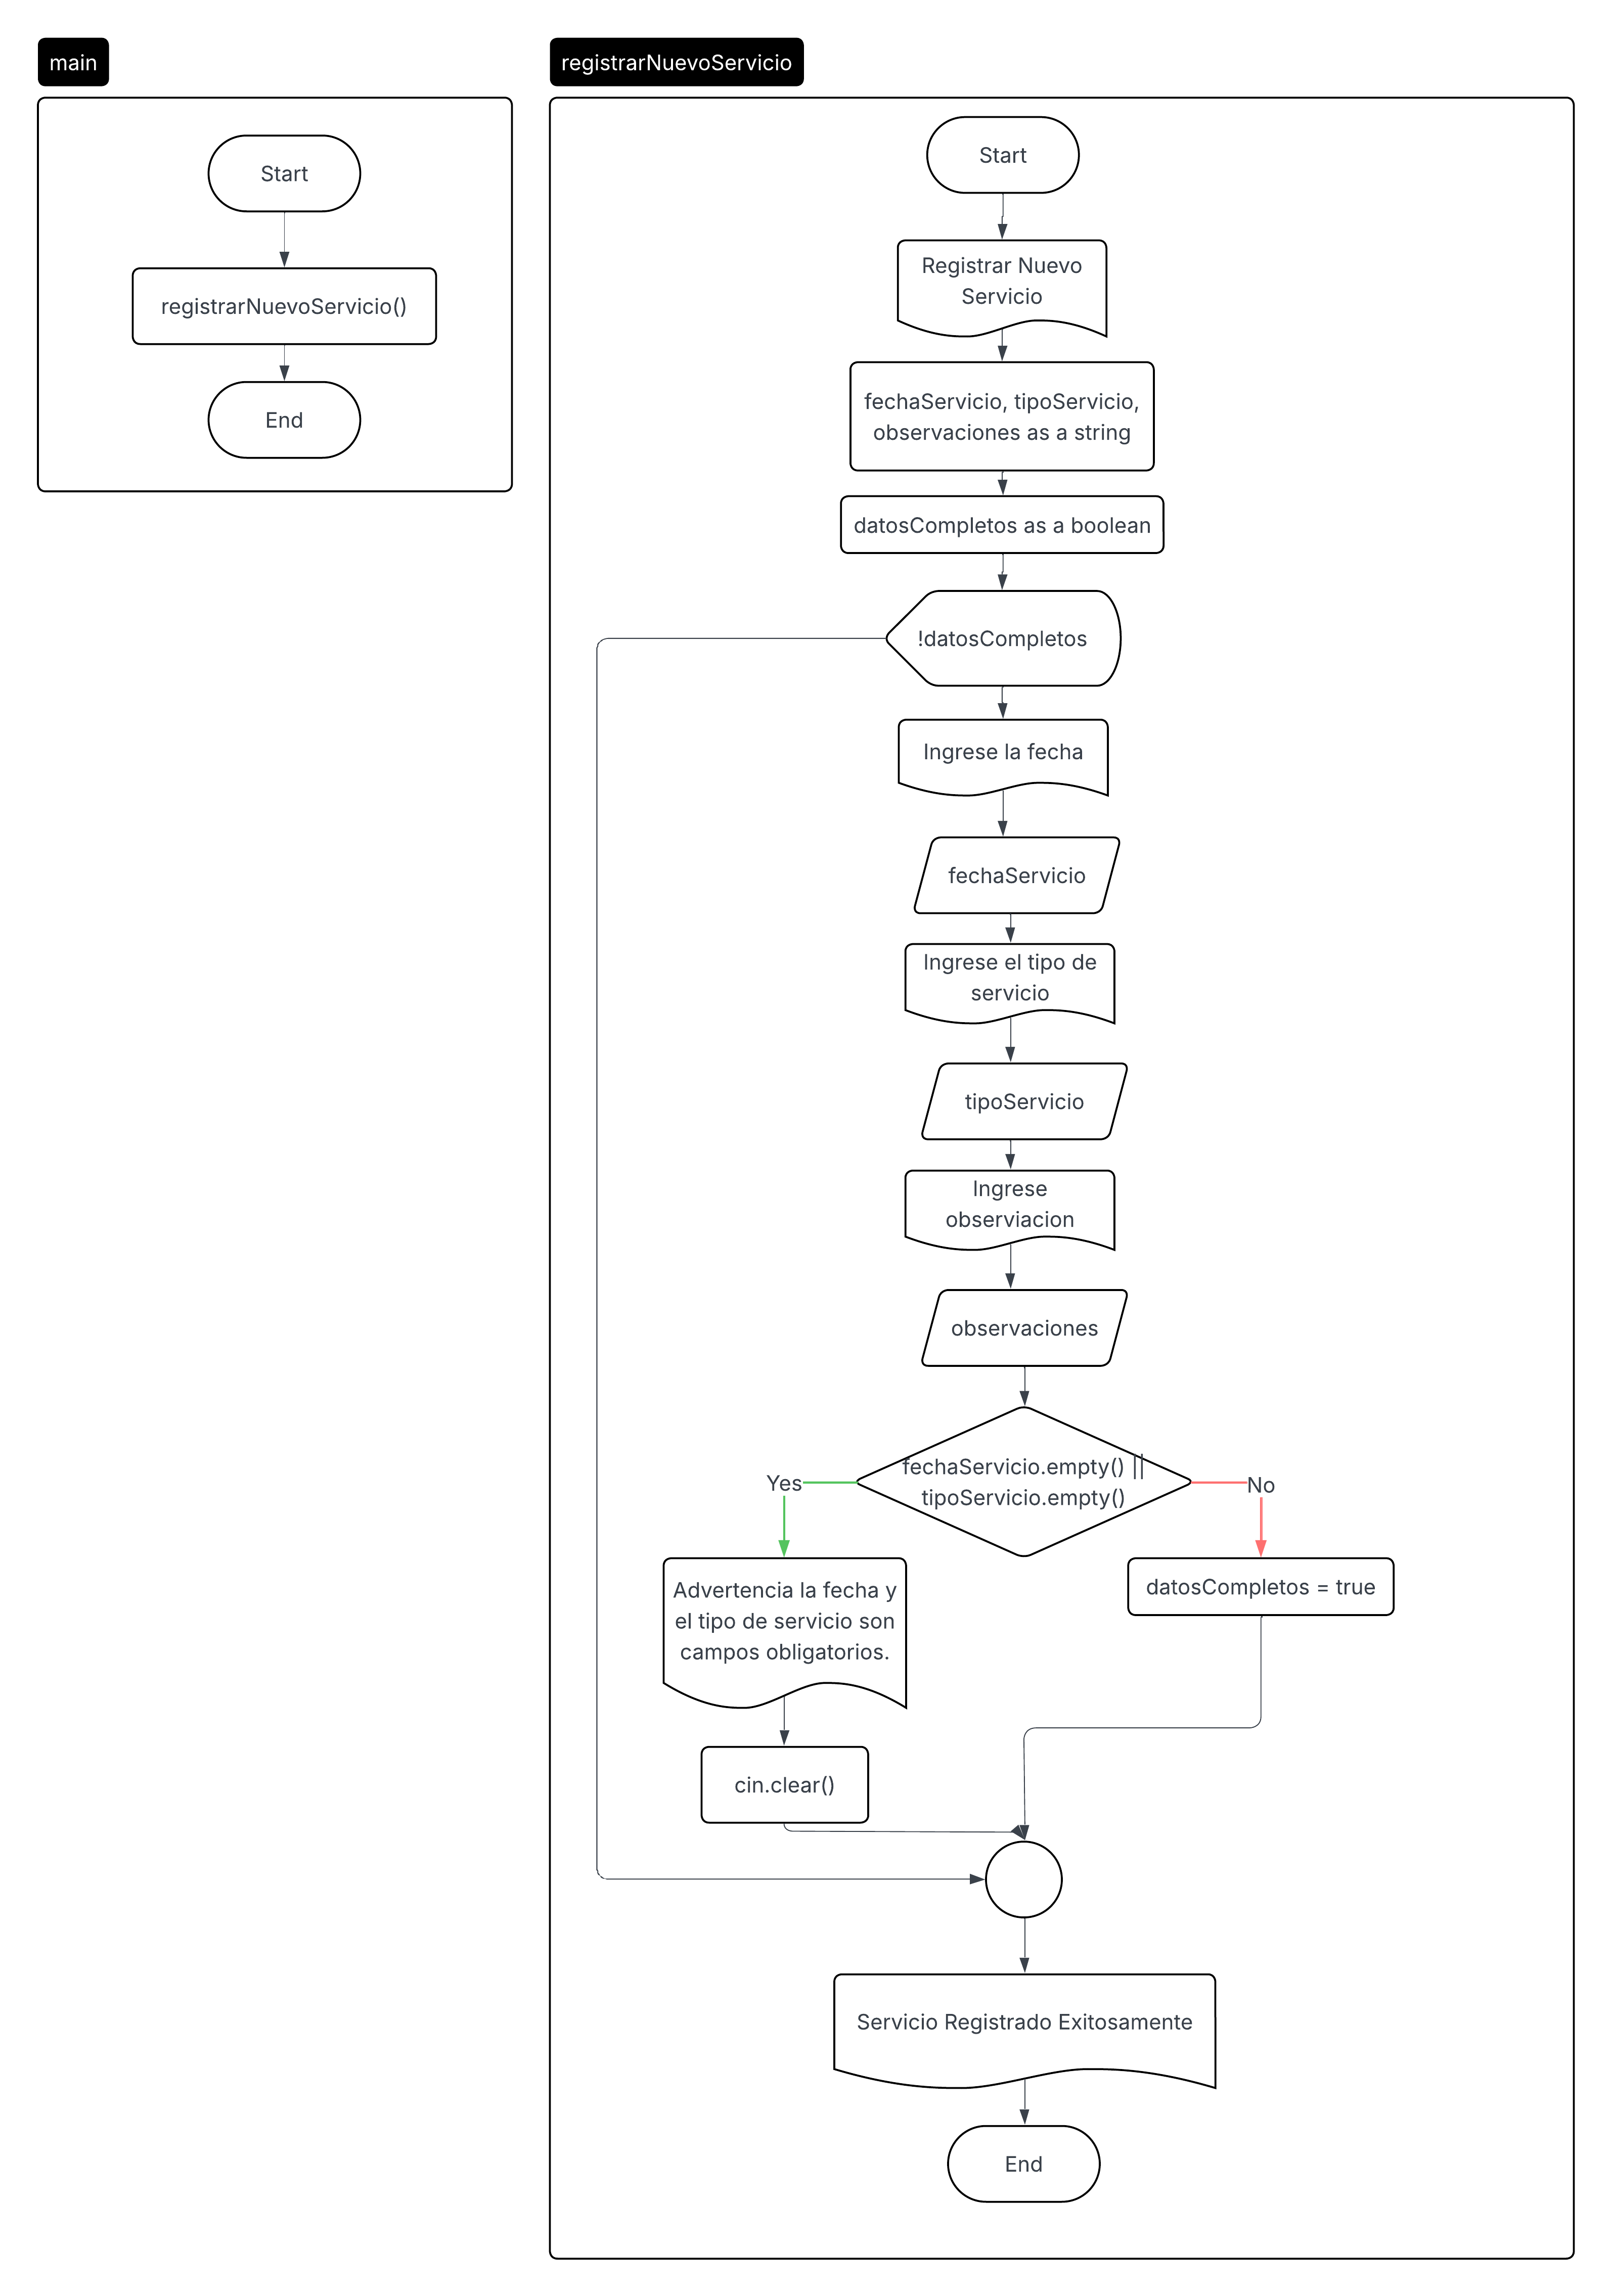 main
Start
registrarNuevoServicio()
End
registrarNuevoServicio
Start
Registrar Nuevo
Servicio
fechaServicio, tipoServicio,
observaciones as a string
datosCompletos as a boolean
!datosCompletos
Ingrese la fecha
fechaServicio
Ingrese el tipo de
servicio
tipoServicio
Ingrese
observiacion
observaciones
fechaServicio.empty() ||
tipoServicio.empty()
Yes
No
Advertencia la fecha y
el tipo de servicio son
campos obligatorios.
datosCompletos = true
cin.clear()
Servicio Registrado Exitosamente
End